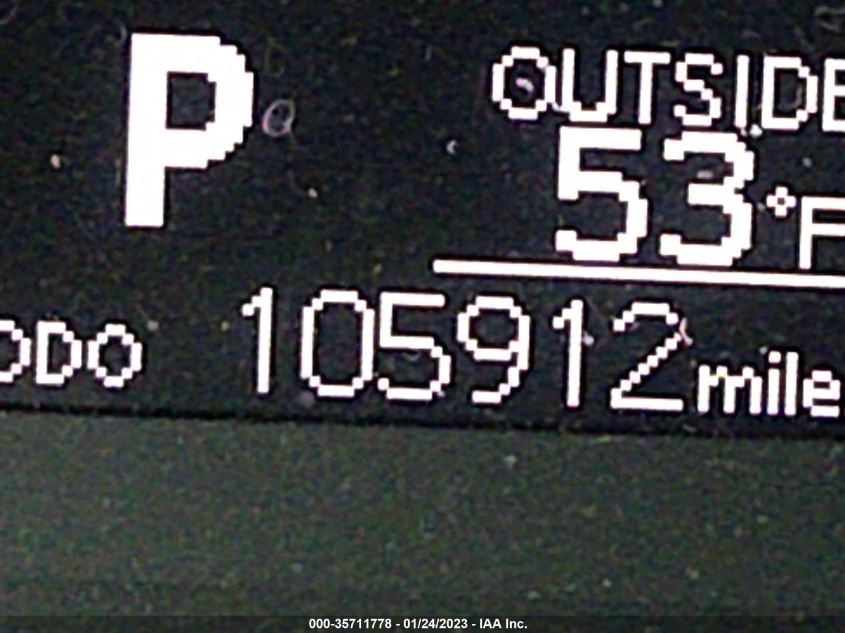 P
OUTSIDE
53°F
ODO 105912 mile
000-35711778 - 01/24/2023 - IAA Inc.